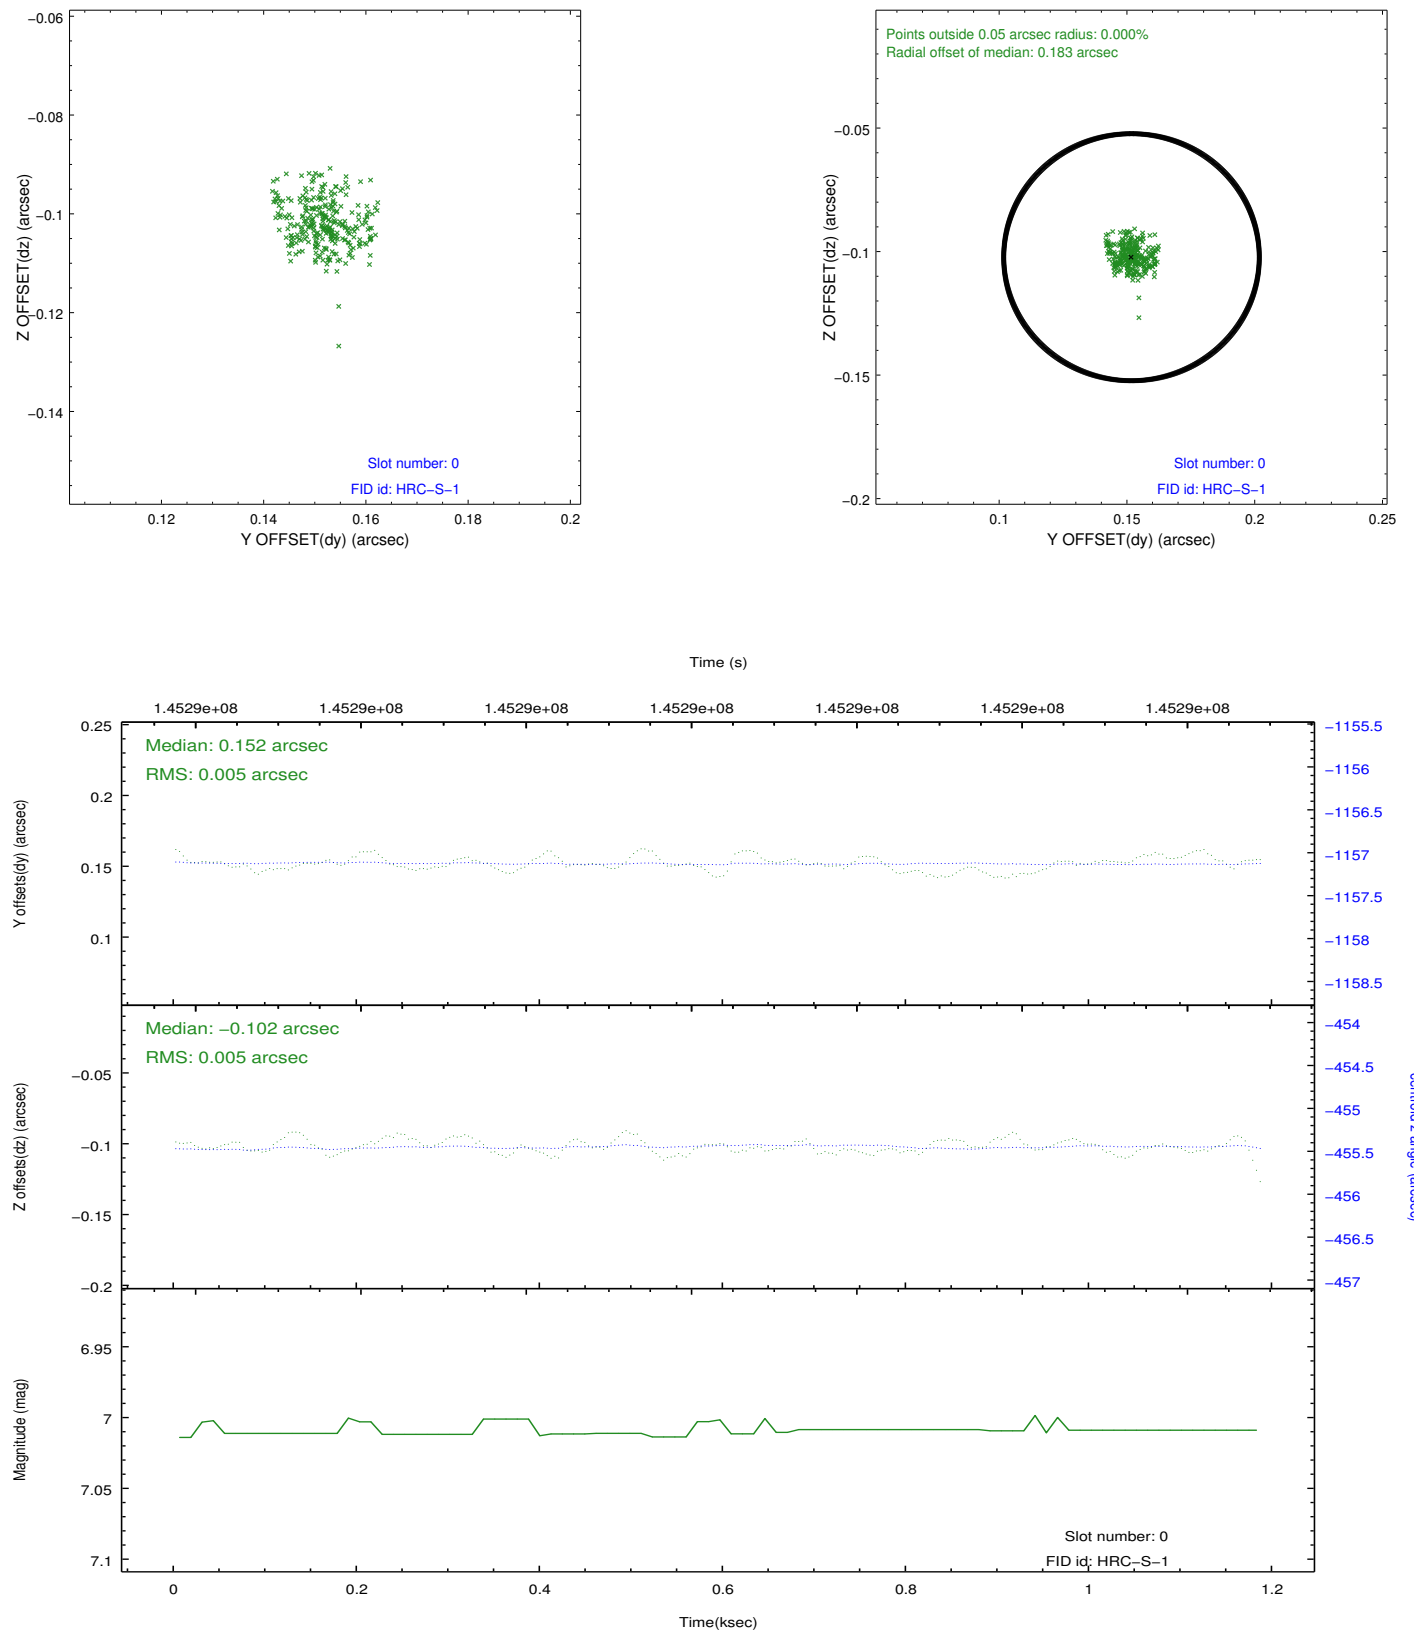 −0.06
−0.08
−0.1
−0.12
−0.14
Z OFFSET(dz) (arcsec)
Slot number: 0
FID id: HRC−S−1
0.12
0.14
0.16
0.18
0.2
Y OFFSET(dy) (arcsec)
Points outside 0.05 arcsec radius: 0.000%
Radial offset of median: 0.183 arcsec
−0.05
−0.1
−0.15
−0.2
Z OFFSET(dz) (arcsec)
Slot number: 0
FID id: HRC−S−1
0.1
0.15
0.2
0.25
Y OFFSET(dy) (arcsec)
Time (s)
1.4529e+08 1.4529e+08 1.4529e+08 1.4529e+08 1.4529e+08 1.4529e+08 1.4529e+08
Median: 0.152 arcsec
RMS: 0.005 arcsec
0.25
0.2
0.15
0.1
Y offsets(dy) (arcsec)
−1155.5
−1156
−1156.5
−1157
−1157.5
−1158
−1158.5
Median: −0.102 arcsec
RMS: 0.005 arcsec
−0.05
−0.1
−0.15
−0.2
Z offsets(dz) (arcsec)
−454
−454.5
−455
−455.5
−456
−456.5
−457
centroid z angle (arcsec)
6.95
7
7.05
7.1
Magnitude (mag)
Slot number: 0
FID id: HRC−S−1
0
0.2
0.4
0.6
0.8
1
1.2
Time(ksec)